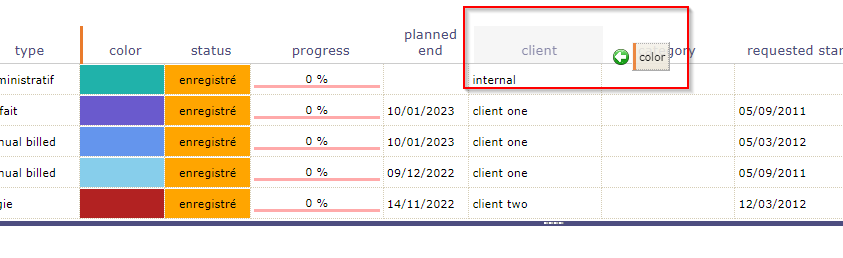 planned
type color status progress end client color gory requested star
ministratif enregistré 0 % internal
fait enregistré 0 % 10/01/2023 client one 05/09/2011
nual billed enregistré 0 % 10/01/2023 client one 05/03/2012
nual billed enregistré 0 % 09/12/2022 client one 05/09/2011
gie enregistré 0 % 14/11/2022 client two 12/03/2012